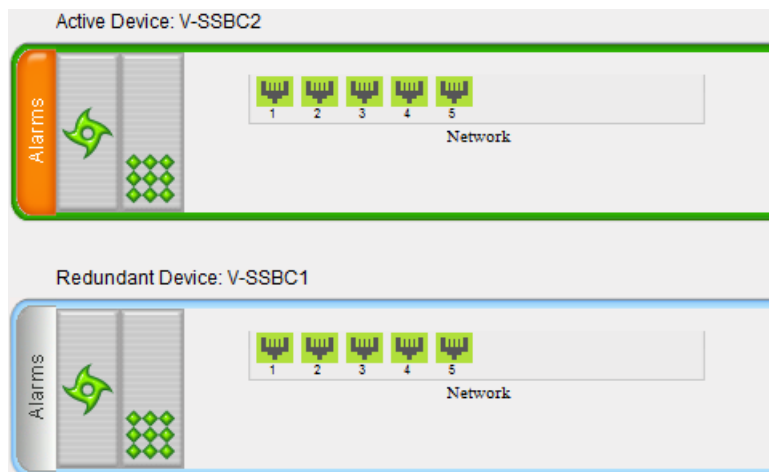 Active Device: V-SSBC2
Alarms
1 2 3 4 5
Network
Redundant Device: V-SSBC1
Alarms
1 2 3 4 5
Network